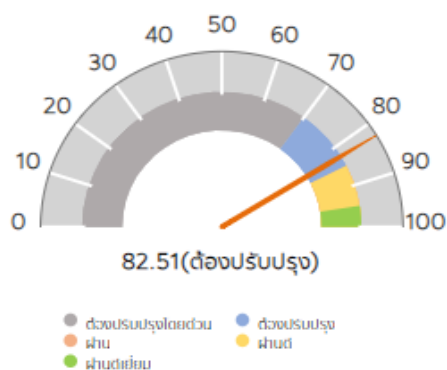 50
40
60
30
70
20
80
10
90
0
100
82.51(ต้องปรับปรุง)
ต้องปรับปรุงโดยด่วน
ต้องปรับปรุง
ผ่าน
ผ่านดี
ผ่านดีเยี่ยม